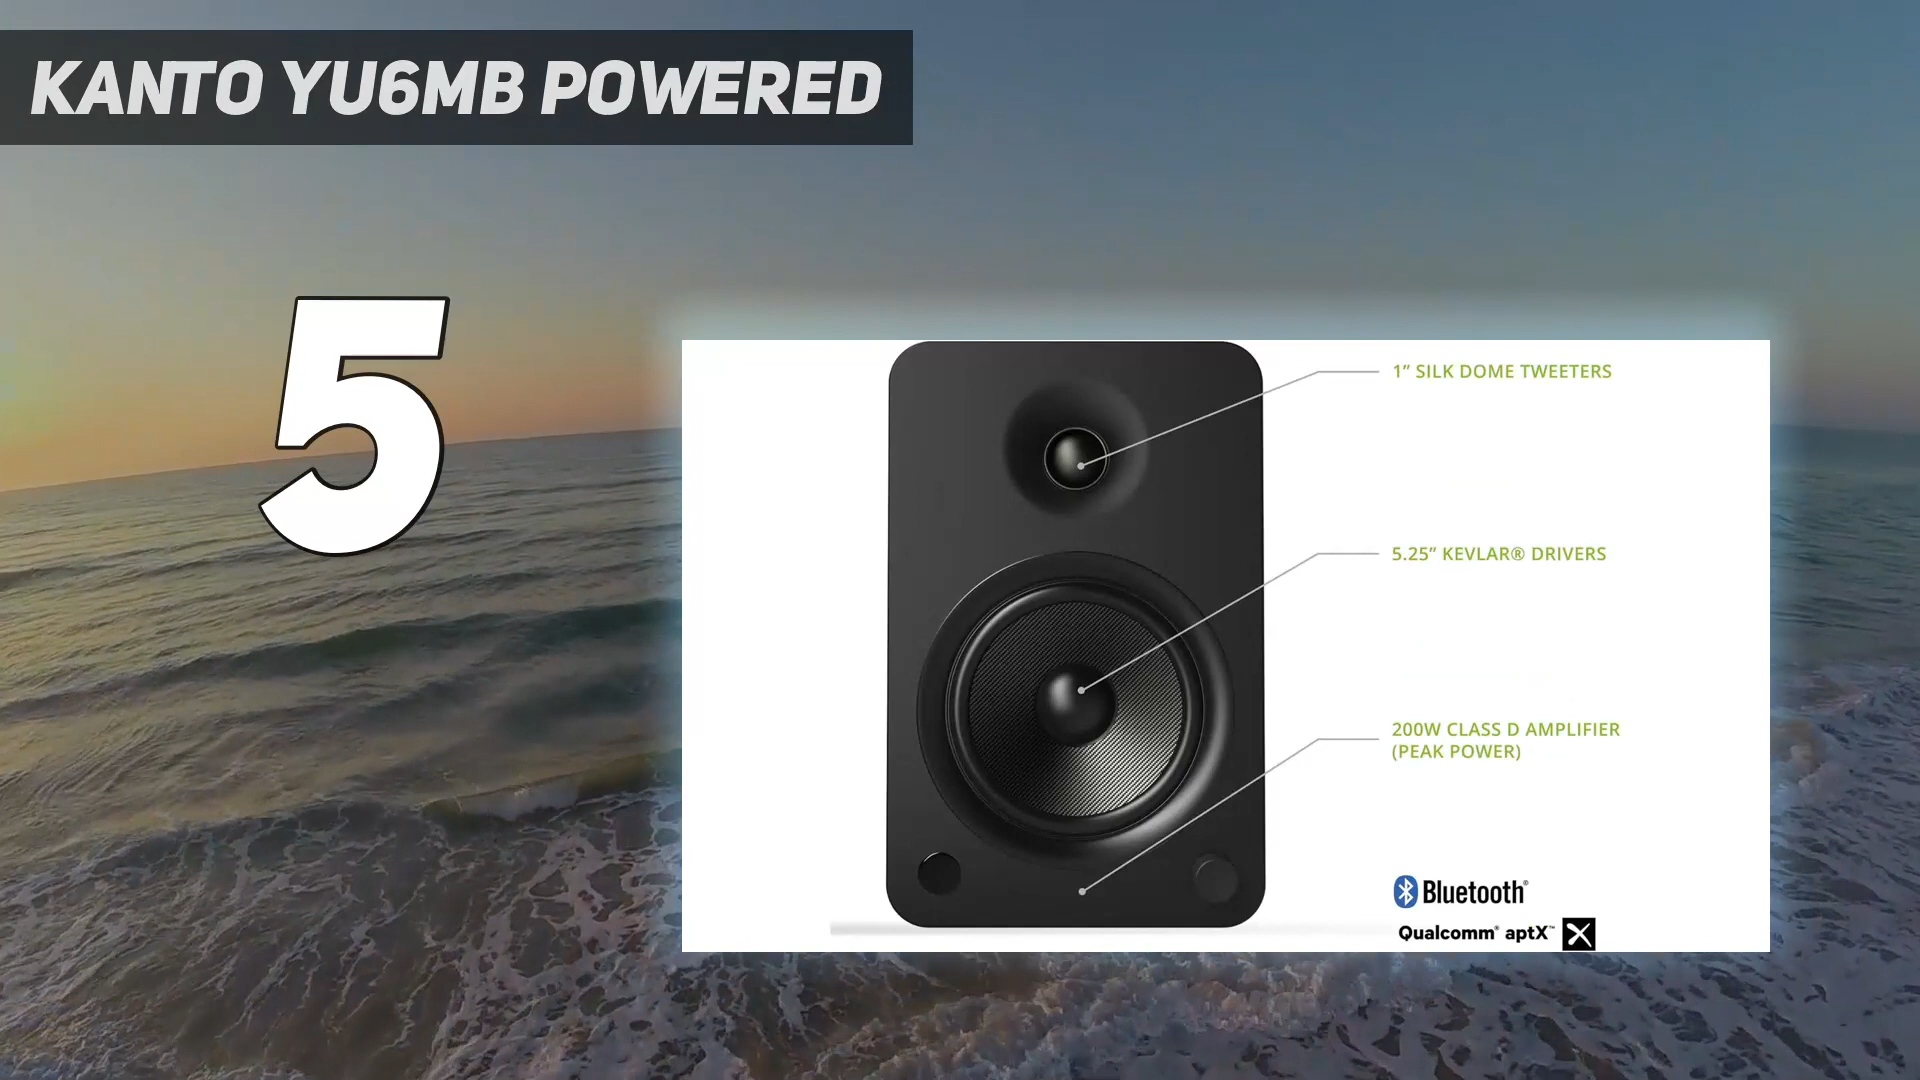 KANTO YU6MB POWERED
5
1” SILK DOME TWEETERS
5.25” KEVLAR® DRIVERS
200W CLASS D AMPLIFIER
(PEAK POWER)
Bluetooth®
Qualcomm® aptX™